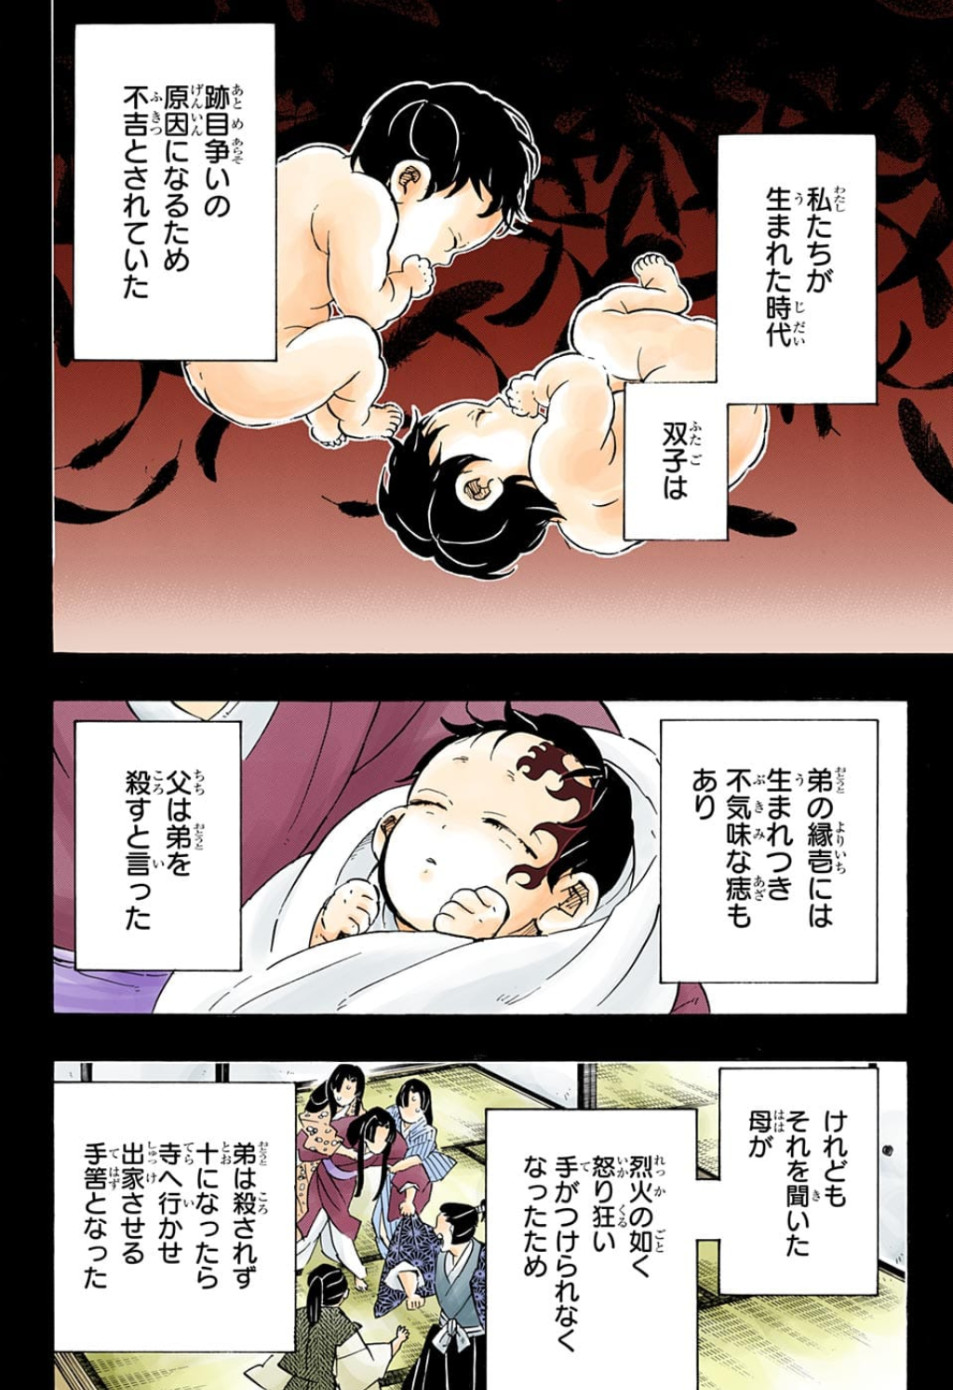 私たちが
生まれた時代
双子は
跡目争いの
原因になるため
不吉とされていた
弟の縁壱には
生まれつき
不気味な痣も
あり
父は弟を
殺すと言った
けれども
それを聞いた
母が
烈火の如く
怒り狂い
手がつけられなく
なったため
弟は殺されず
十になったら
寺へ行かせ
出家させる
手筈となった